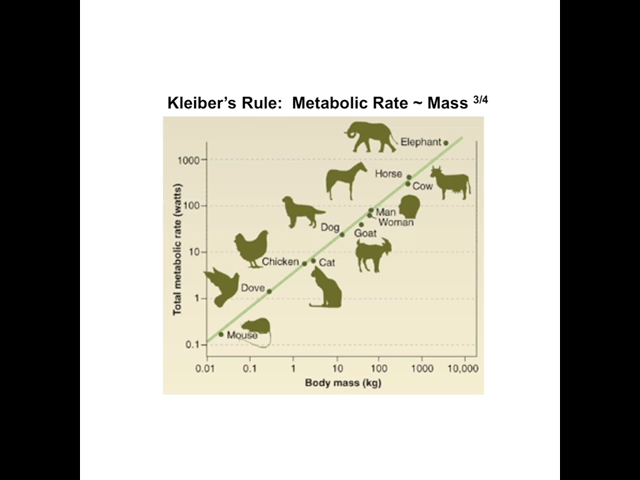 Kleiber's Rule: Metabolic Rate ~ Mass 3/4
Total metabolic rate (watts)
1000
100
10
1
0.1
Elephant
Horse
Cow
Man
Woman
Dog
Goat
Chicken
Cat
Dove
Mouse
0.01 0.1 1 10 100 1000 10,000
Body mass (kg)